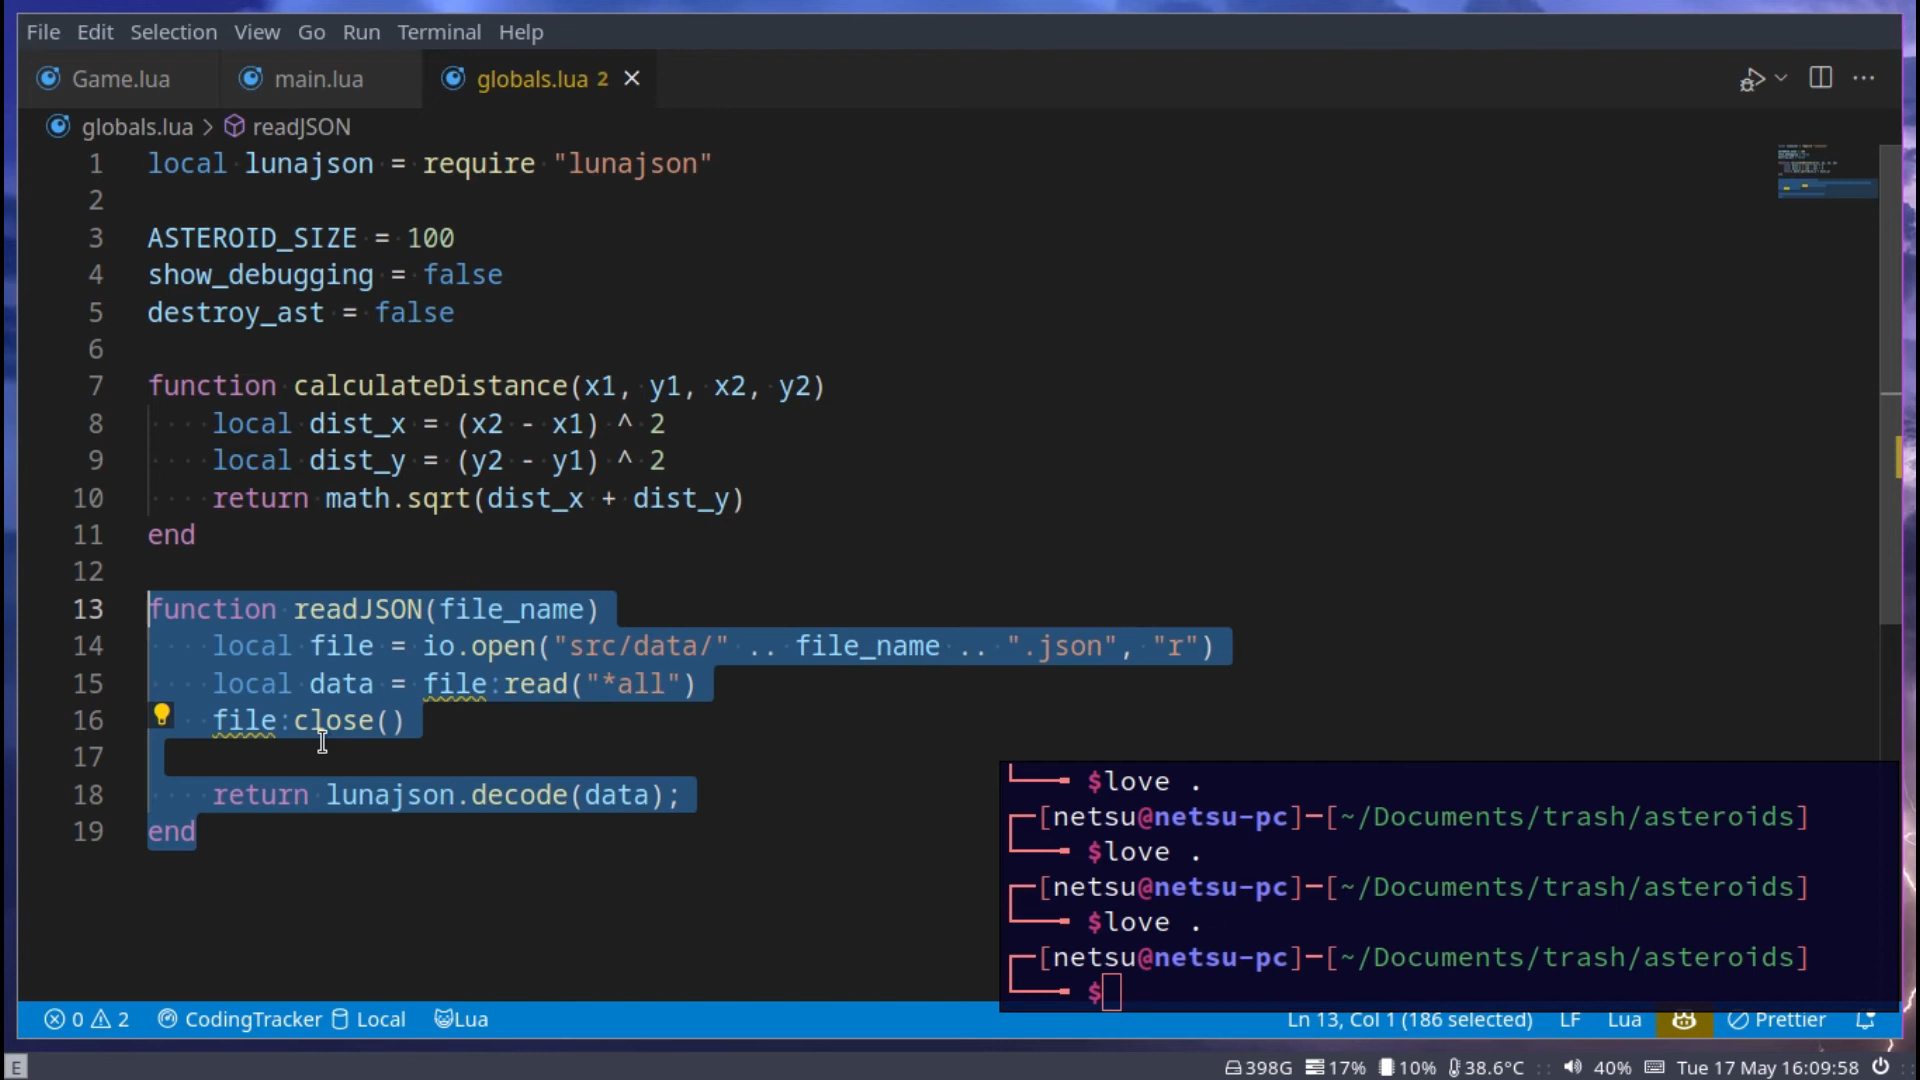 File Edit Selection View Go Run Terminal Help
Game.lua main.lua globals.lua 2
globals.lua > readJSON
1 local lunajson = require "lunajson"
2
3 ASTEROID_SIZE = 100
4 show_debugging = false
5 destroy_ast = false
6
7 function calculateDistance(x1, y1, x2, y2)
8 local dist_x = (x2 - x1) ^ 2
9 local dist_y = (y2 - y1) ^ 2
10 return math.sqrt(dist_x + dist_y)
11 end
12
13 function readJSON(file_name)
14 local file = io.open("src/data/" .. file_name .. ".json", "r")
15 local data = file:read("*all")
16 file:close()
17
18 return lunajson.decode(data);
19 end
$love .
[netsu@netsu-pc]-[~/Documents/trash/asteroids]
$love .
[netsu@netsu-pc]-[~/Documents/trash/asteroids]
$love .
[netsu@netsu-pc]-[~/Documents/trash/asteroids]
$
0 2 CodingTracker Local Lua Ln 13, Col 1 (186 selected) LF Lua Prettier
E 398G 17% 10% 38.6°C 40% Tue 17 May 16:09:58